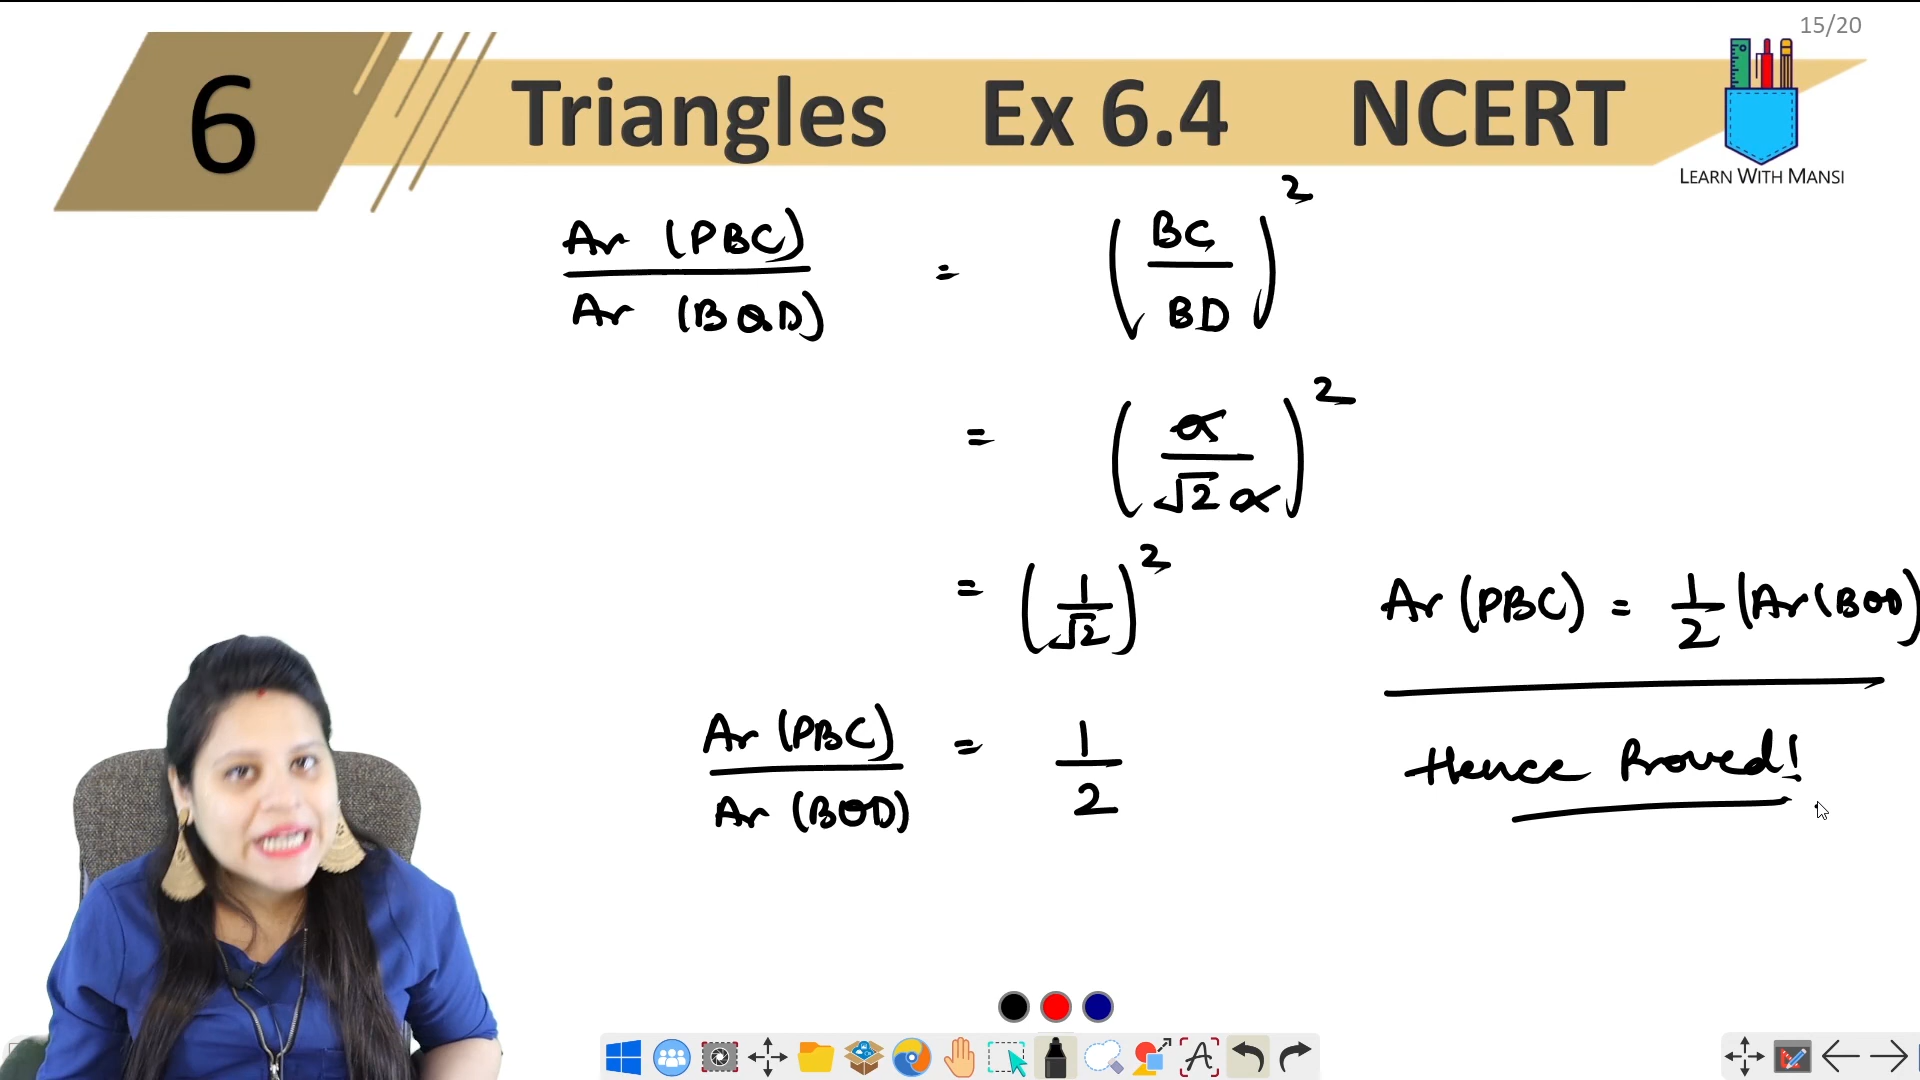 15/20
6 Triangles Ex 6.4 NCERT
LEARN WITH MANSI
Ar (PBC) / Ar (BQD) = (BC / BD)²
= (a / √2 a)²
= (1 / √2)²
Ar (PBC) = 1/2 (Ar (BQD)
Ar (PBC) / Ar (BQD) = 1/2
Hence Proved!